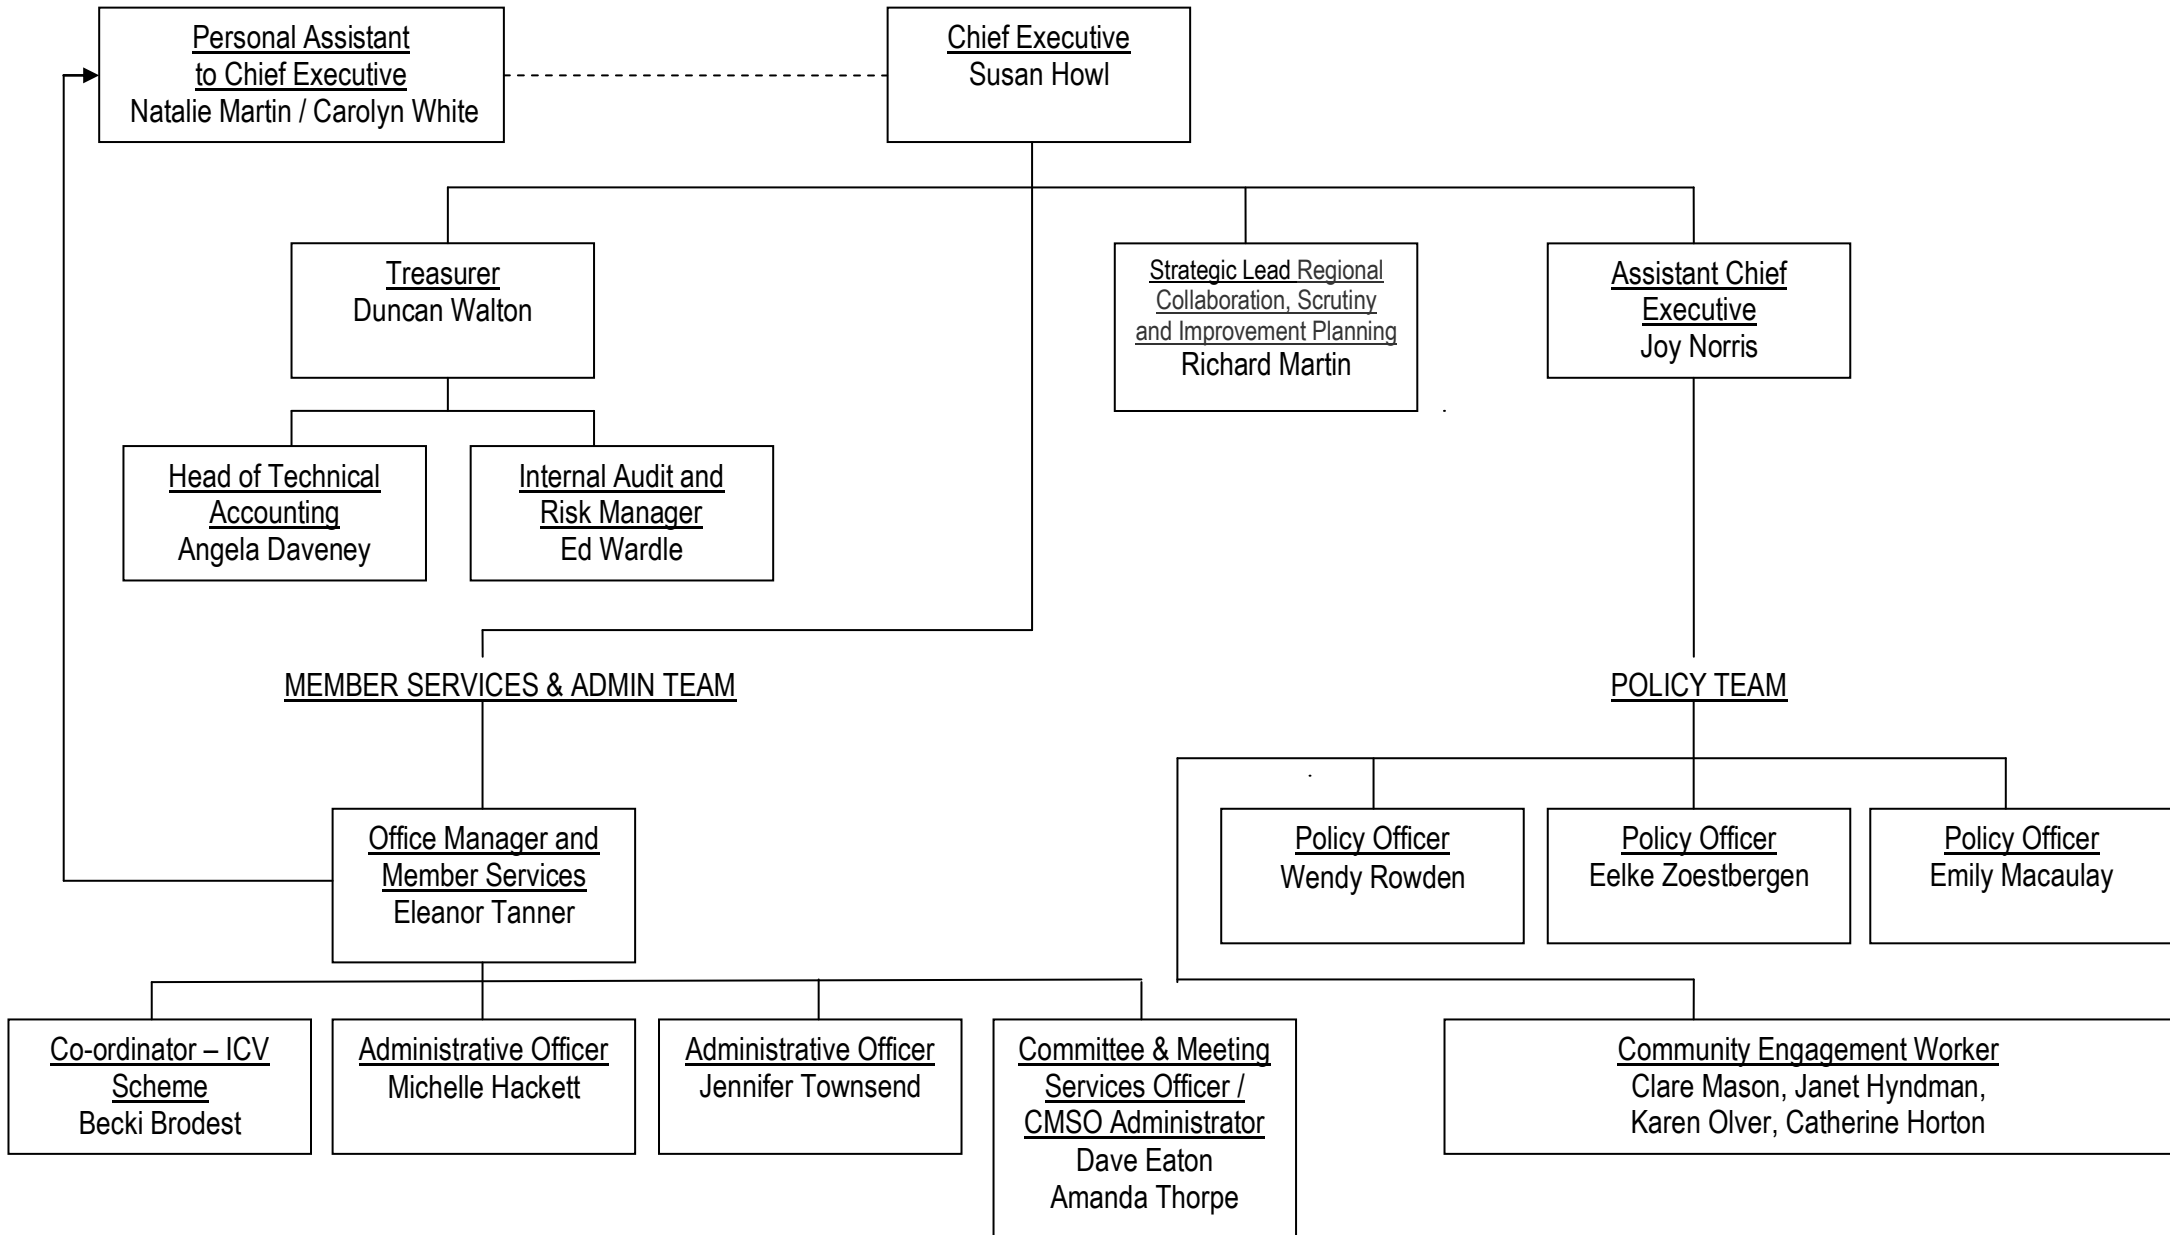 Personal Assistant
to Chief Executive
Natalie Martin / Carolyn White
Chief Executive
Susan Howl
Treasurer
Duncan Walton
Strategic Lead Regional
Collaboration, Scrutiny
and Improvement Planning
Richard Martin
Assistant Chief
Executive
Joy Norris
Head of Technical
Accounting
Angela Daveney
Internal Audit and
Risk Manager
Ed Wardle
MEMBER SERVICES & ADMIN TEAM
POLICY TEAM
Office Manager and
Member Services
Eleanor Tanner
Policy Officer
Wendy Rowden
Policy Officer
Eelke Zoestbergen
Policy Officer
Emily Macaulay
Co-ordinator – ICV
Scheme
Becki Brodest
Administrative Officer
Michelle Hackett
Administrative Officer
Jennifer Townsend
Committee & Meeting
Services Officer /
CMSO Administrator
Dave Eaton
Amanda Thorpe
Community Engagement Worker
Clare Mason, Janet Hyndman,
Karen Olver, Catherine Horton